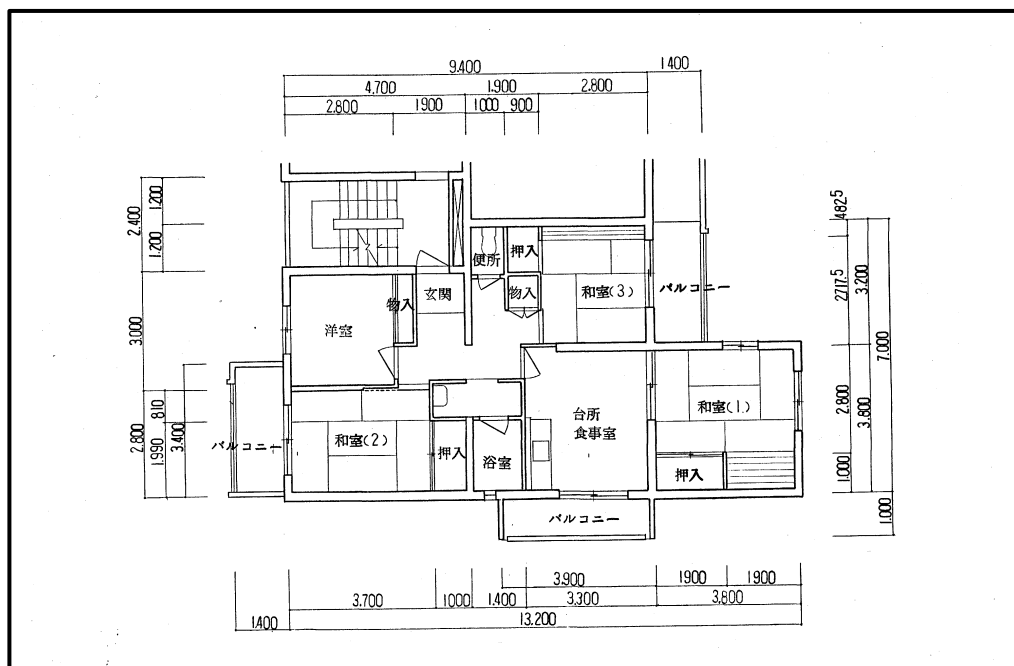 9.400
1400
4.700
1.900
2.800
2.800
1900
1000
900
2.400
1.200
1.200
3.000
2.800
810
1.990
3.400
482.5
2717.5
3.200
7.000
2.800
3.800
1.000
1.000
便所
押入
物入
和室(3)
バルコニー
玄関
物入
洋室
台所
食事室
和室(1)
押入
バルコニー
和室(2)
押入
浴室
バルコニー
3.900
1900
1900
3.700
1000
1.400
3.300
3.800
1.400
13.200